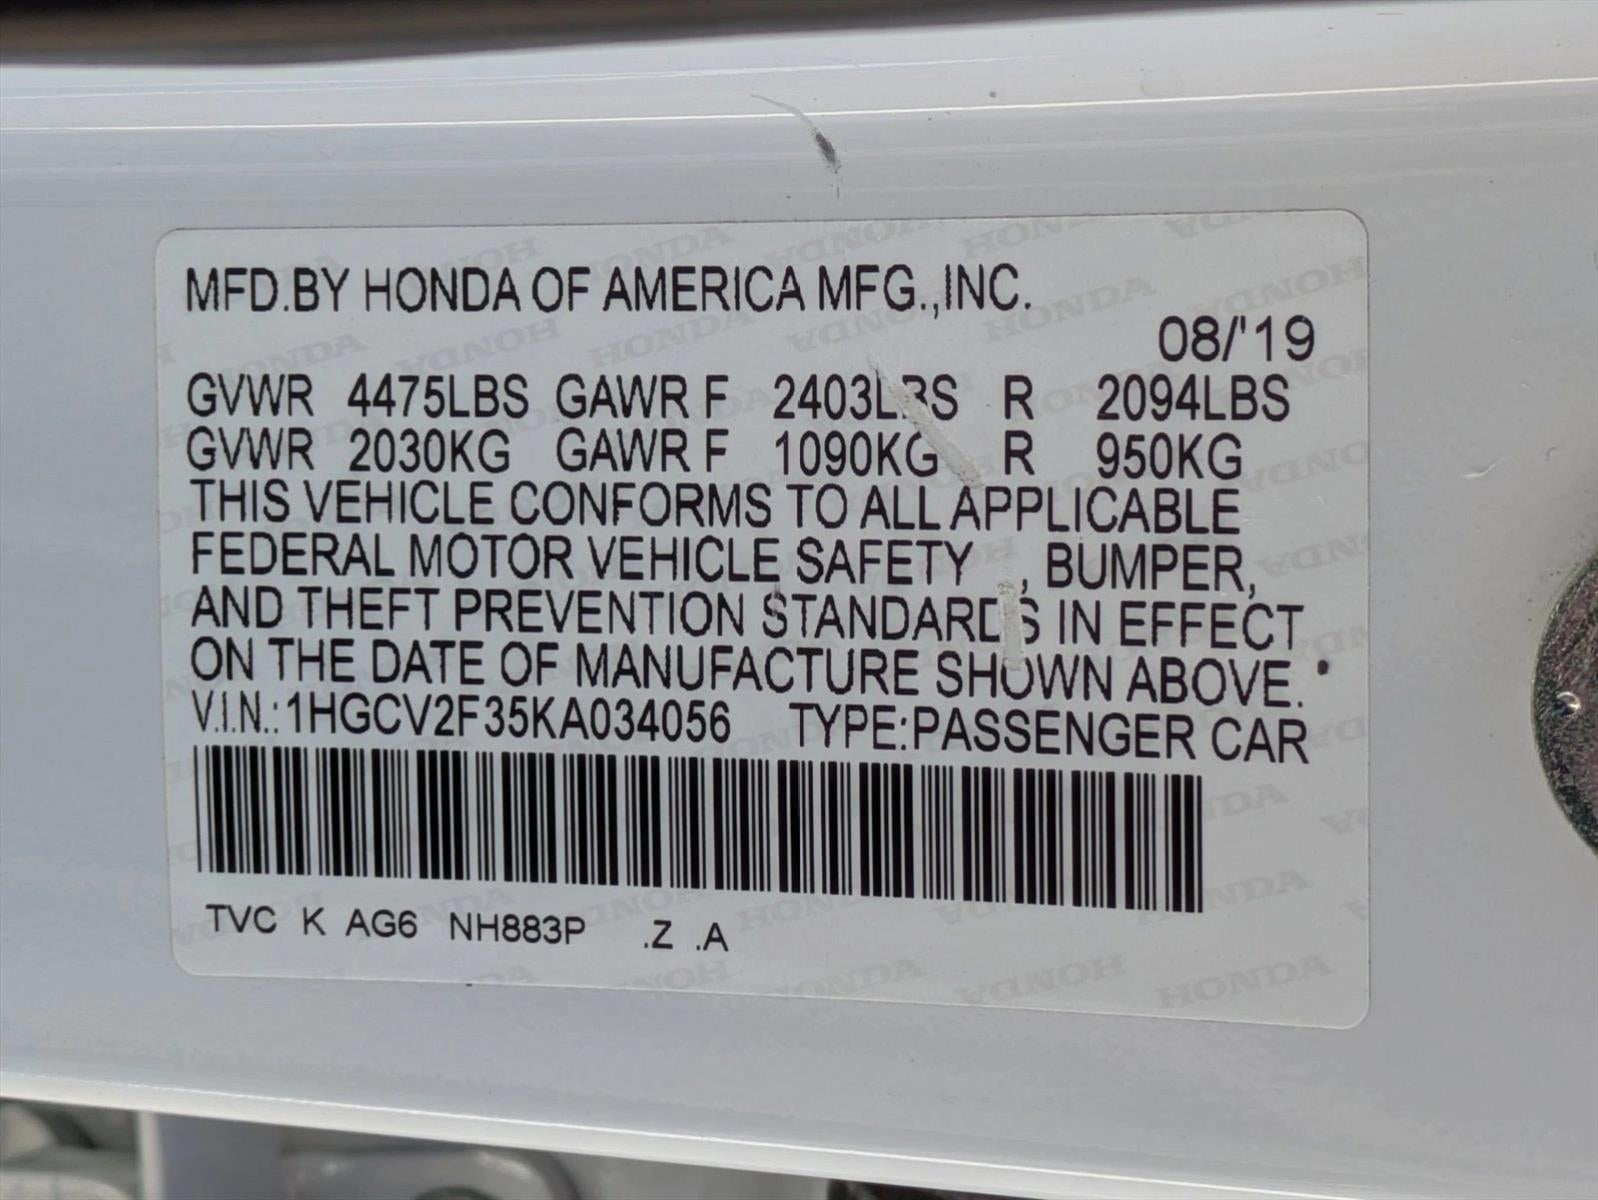 MFD.BY HONDA OF AMERICA MFG.,INC.
08/'19
GVWR 4475LBS GAWR F 2403LBS R 2094LBS
GVWR 2030KG GAWR F 1090KG R 950KG
THIS VEHICLE CONFORMS TO ALL APPLICABLE
FEDERAL MOTOR VEHICLE SAFETY , BUMPER,
AND THEFT PREVENTION STANDARDS IN EFFECT
ON THE DATE OF MANUFACTURE SHOWN ABOVE.
V.I.N.:1HGCV2F35KA034056 TYPE:PASSENGER CAR
TVC K AG6 NH883P .Z .A